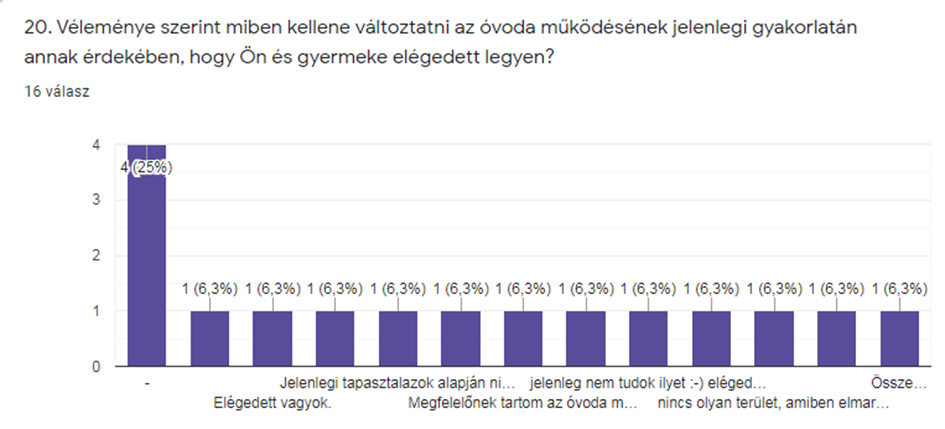 20. Véleménye szerint miben kellene változtatni az óvoda működésének jelenlegi gyakorlatán
annak érdekében, hogy Ön és gyermeke elégedett legyen?
16 válasz
4
4 (25%)
3
2
1 (6,3%) 1 (6,3%) 1 (6,3%) 1 (6,3%) 1 (6,3%) 1 (6,3%) 1 (6,3%) 1 (6,3%) 1 (6,3%) 1 (6,3%) 1 (6,3%) 1 (6,3%)
1
0
- Jelenlegi tapasztalazok alapján ni... jelenleg nem tudok ilyet :-) eléged... Össze...
Elégedett vagyok. Megfelelőnek tartom az óvoda m... nincs olyan terület, amiben elmar...